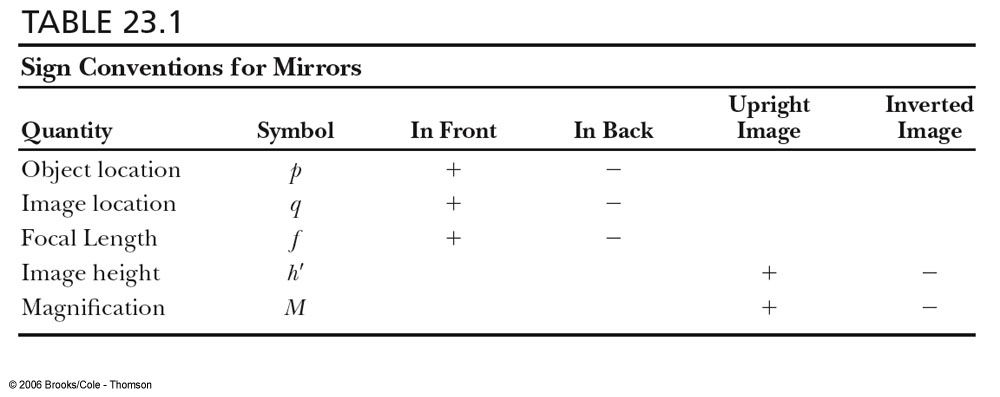 TABLE 23.1
Sign Conventions for Mirrors
Quantity Symbol In Front In Back Upright Image Inverted Image
Object location p + −
Image location q + −
Focal Length f + −
Image height h′ + −
Magnification M + −
© 2006 Brooks/Cole - Thomson